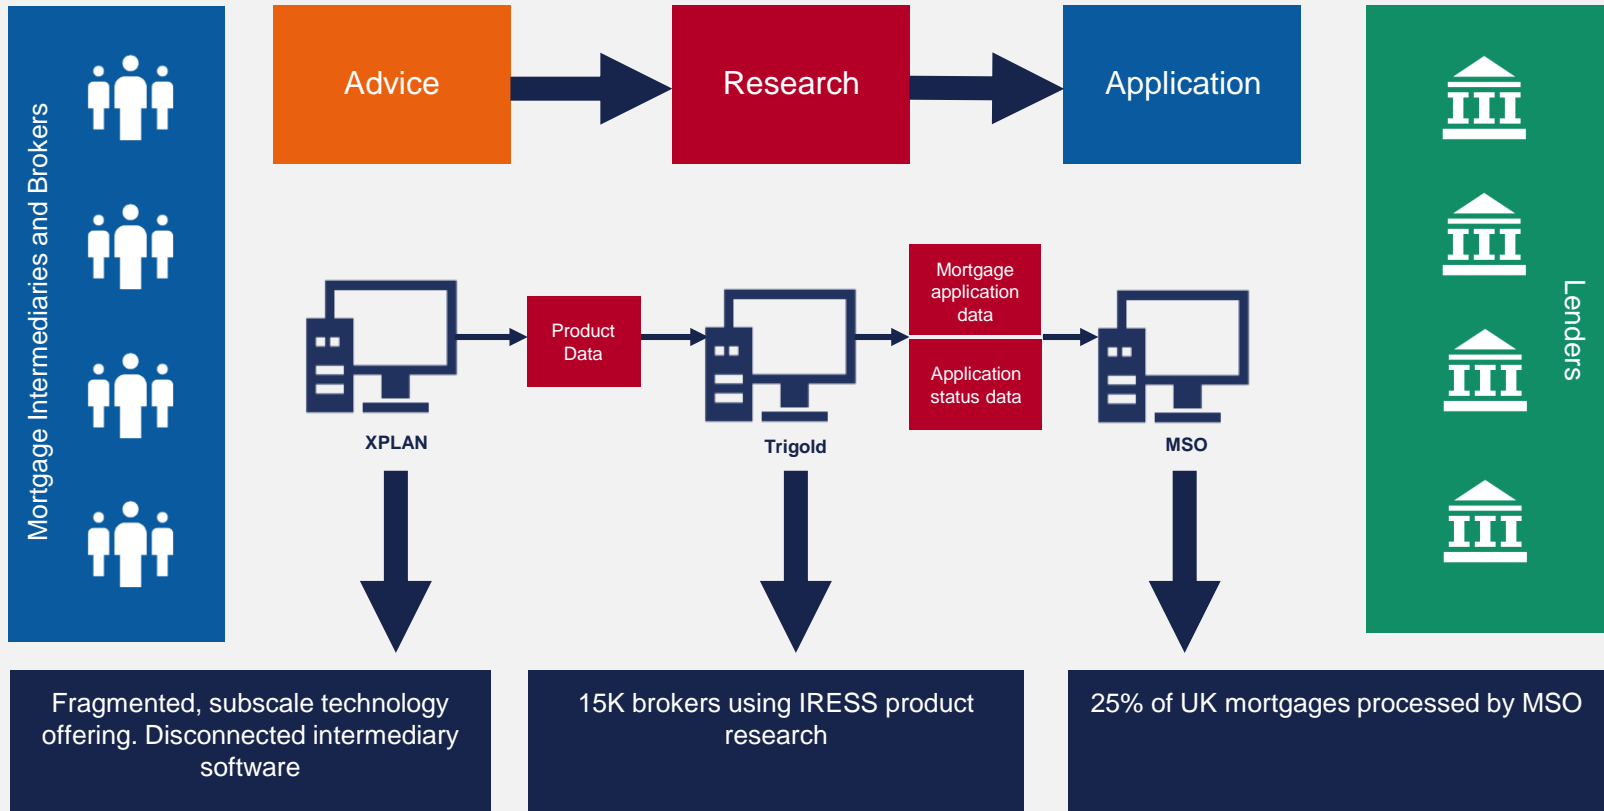 Mortgage Intermediaries and Brokers
Advice
Research
Application
Lenders
Product
Data
Mortgage
application
data
Application
status data
XPLAN
Trigold
MSO
Fragmented, subscale technology
offering. Disconnected intermediary
software
15K brokers using IRESS product
research
25% of UK mortgages processed by MSO